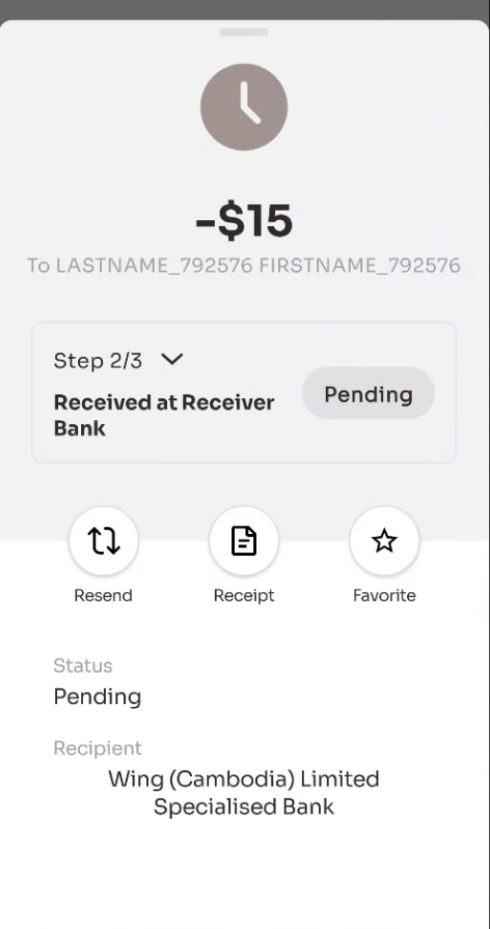 -$15
To LASTNAME_792576 FIRSTNAME_792576
Step 2/3
Received at Receiver
Bank
Pending
Resend
Receipt
Favorite
Status
Pending
Recipient
Wing (Cambodia) Limited
Specialised Bank